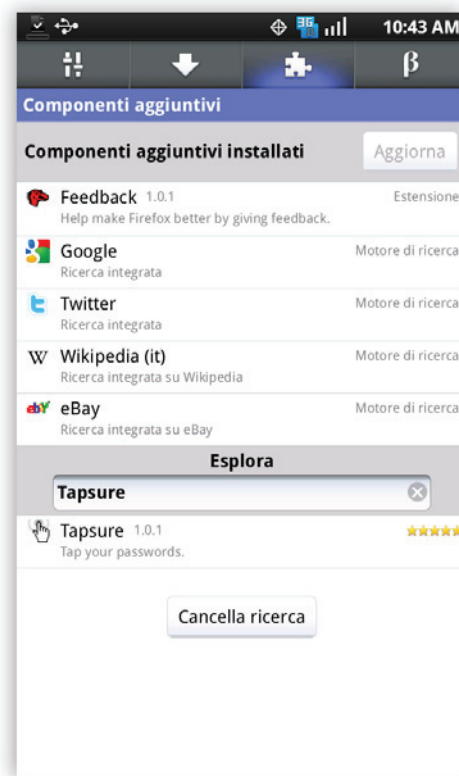 3G 10:43 AM
β
Componenti aggiuntivi
Componenti aggiuntivi installati Aggiorna
Feedback 1.0.1 Estensione
Help make Firefox better by giving feedback.
Google Motore di ricerca
Ricerca integrata
Twitter Motore di ricerca
Ricerca integrata
W Wikipedia (it) Motore di ricerca
Ricerca integrata su Wikipedia
ebY eBay Motore di ricerca
Ricerca integrata su eBay
Esplora
Tapsure
Tapsure 1.0.1
Tap your passwords.
Cancella ricerca